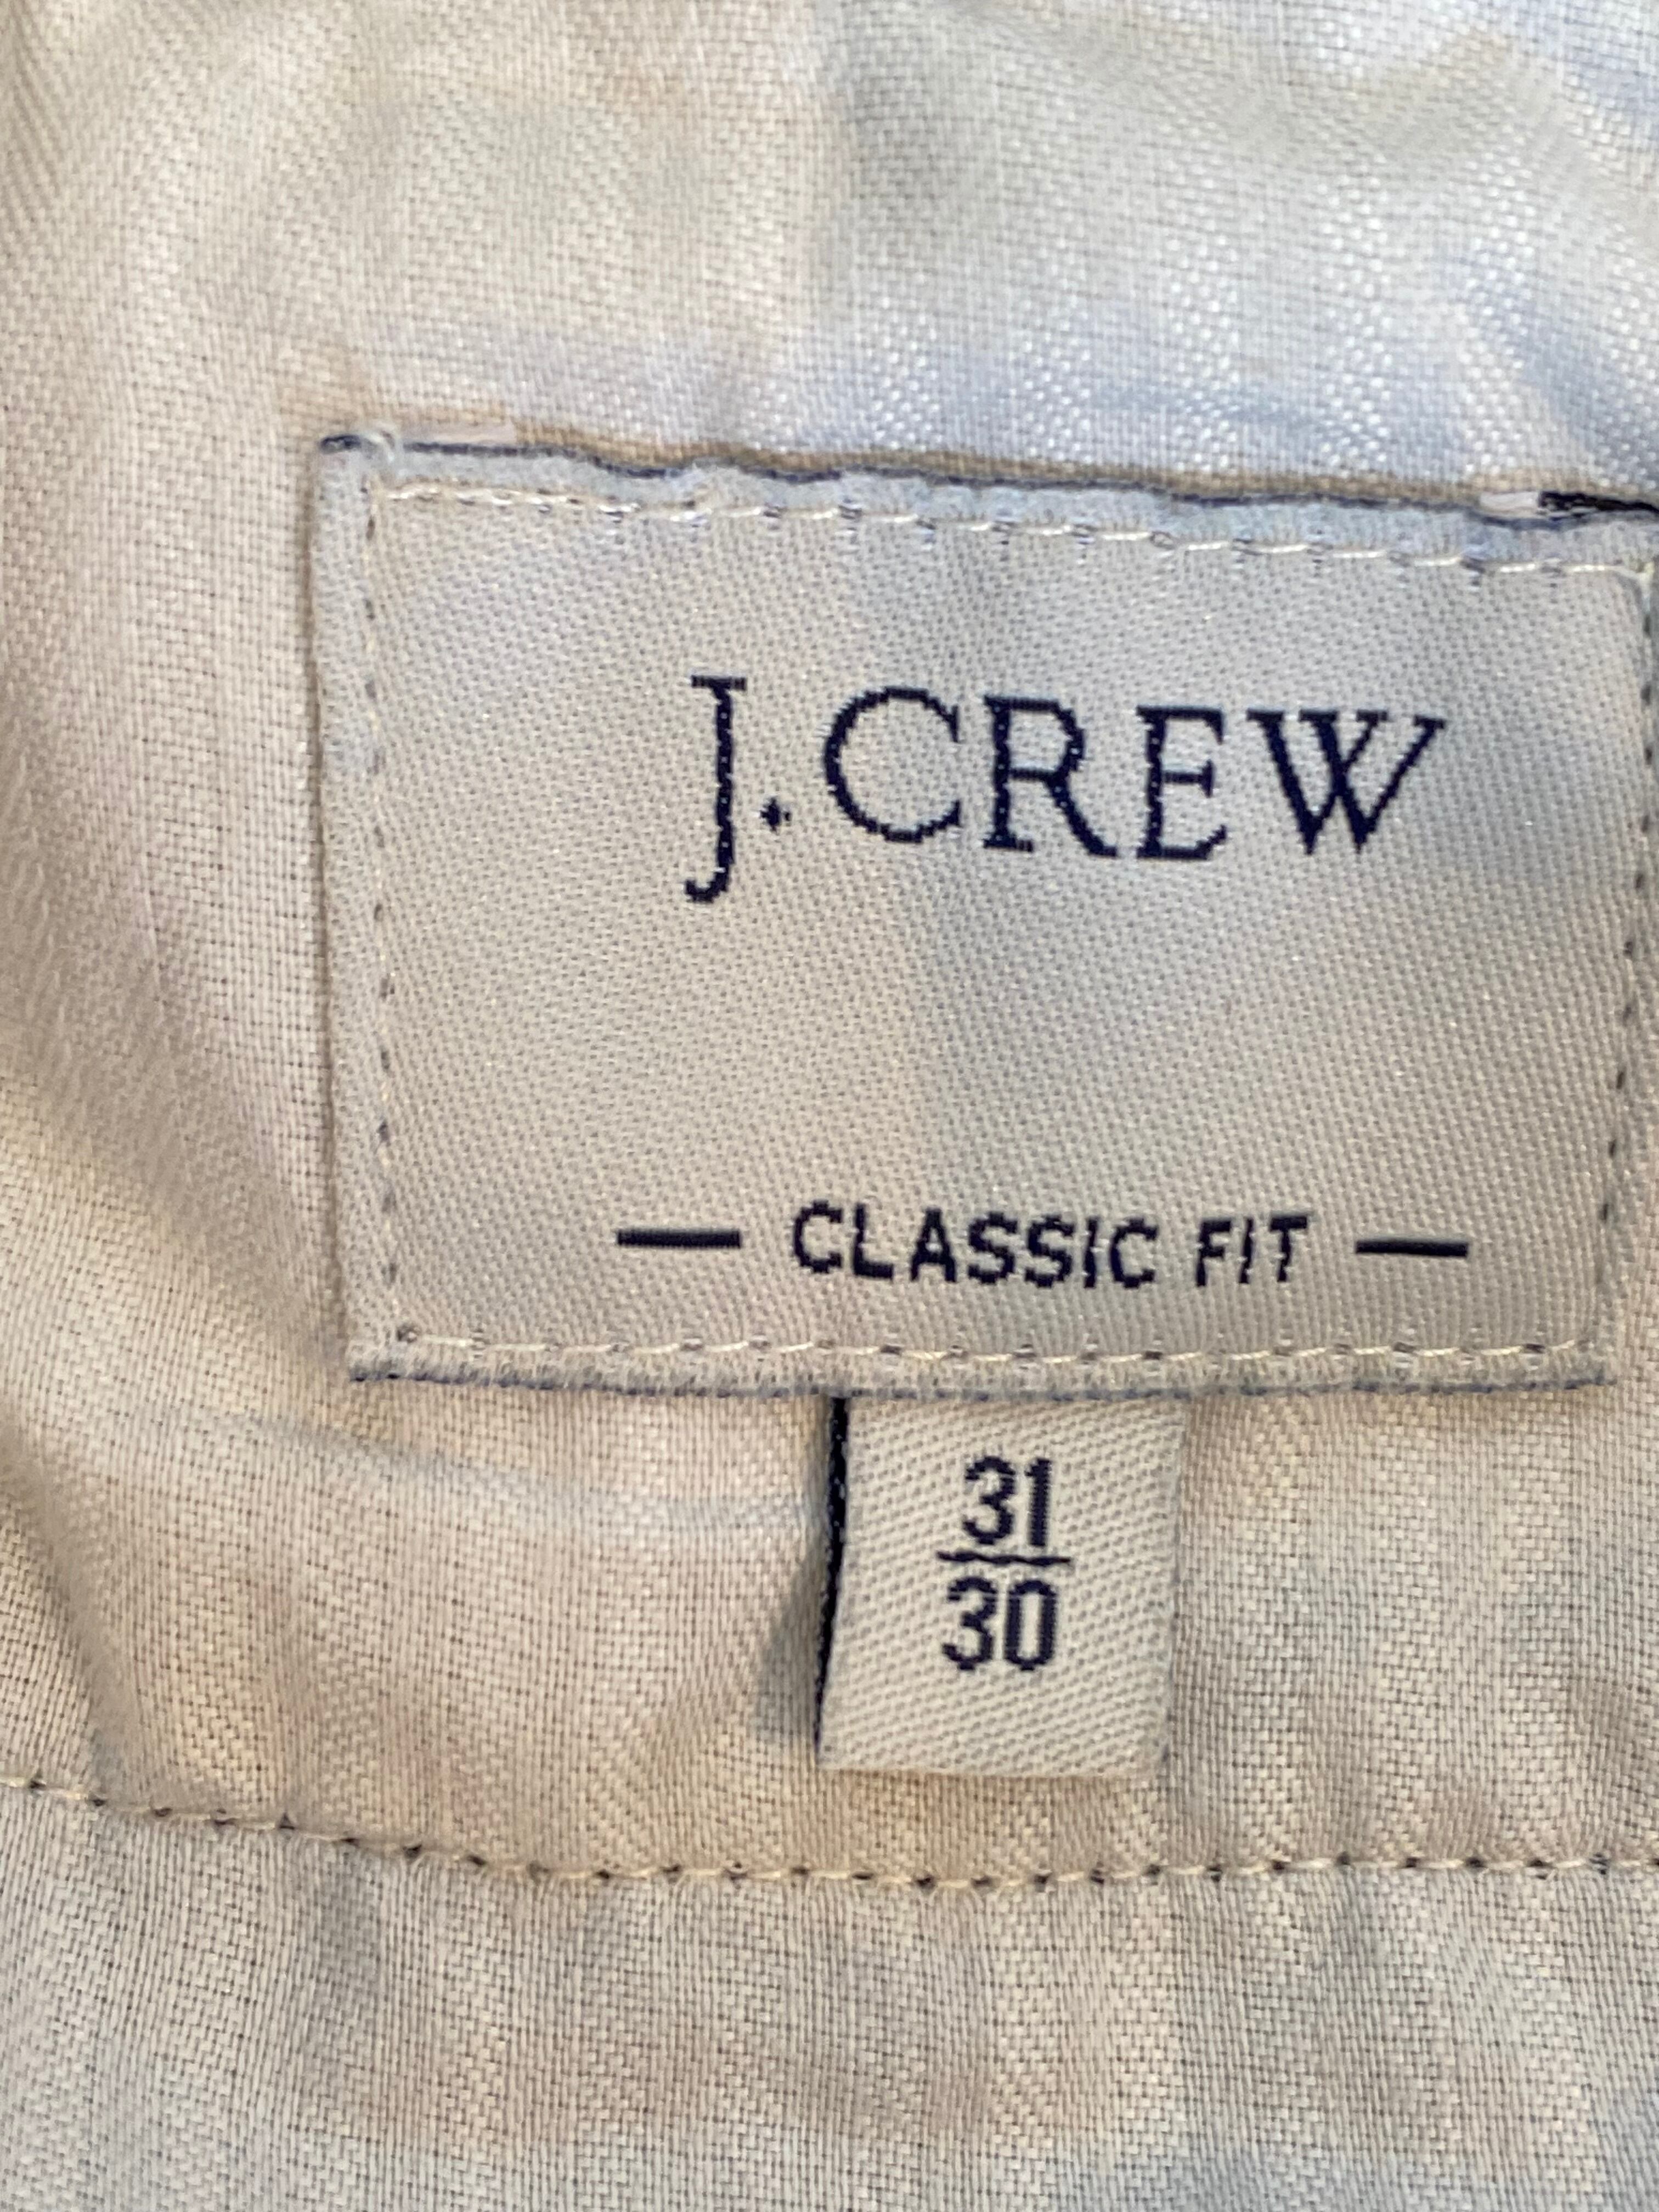 J.CREW
— CLASSIC FIT —
31
30